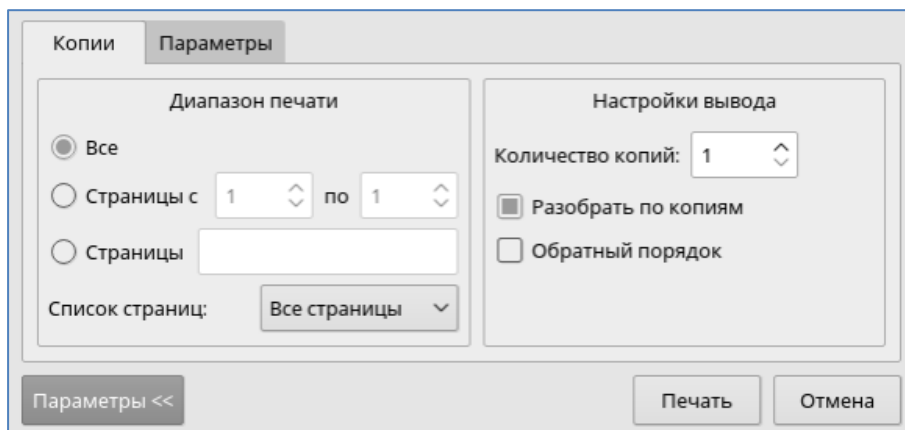 Копии Параметры
Диапазон печати
Все
Страницы с 1 по 1
Страницы
Список страниц: Все страницы
Настройки вывода
Количество копий: 1
Разобрать по копиям
Обратный порядок
Параметры << Печать Отмена